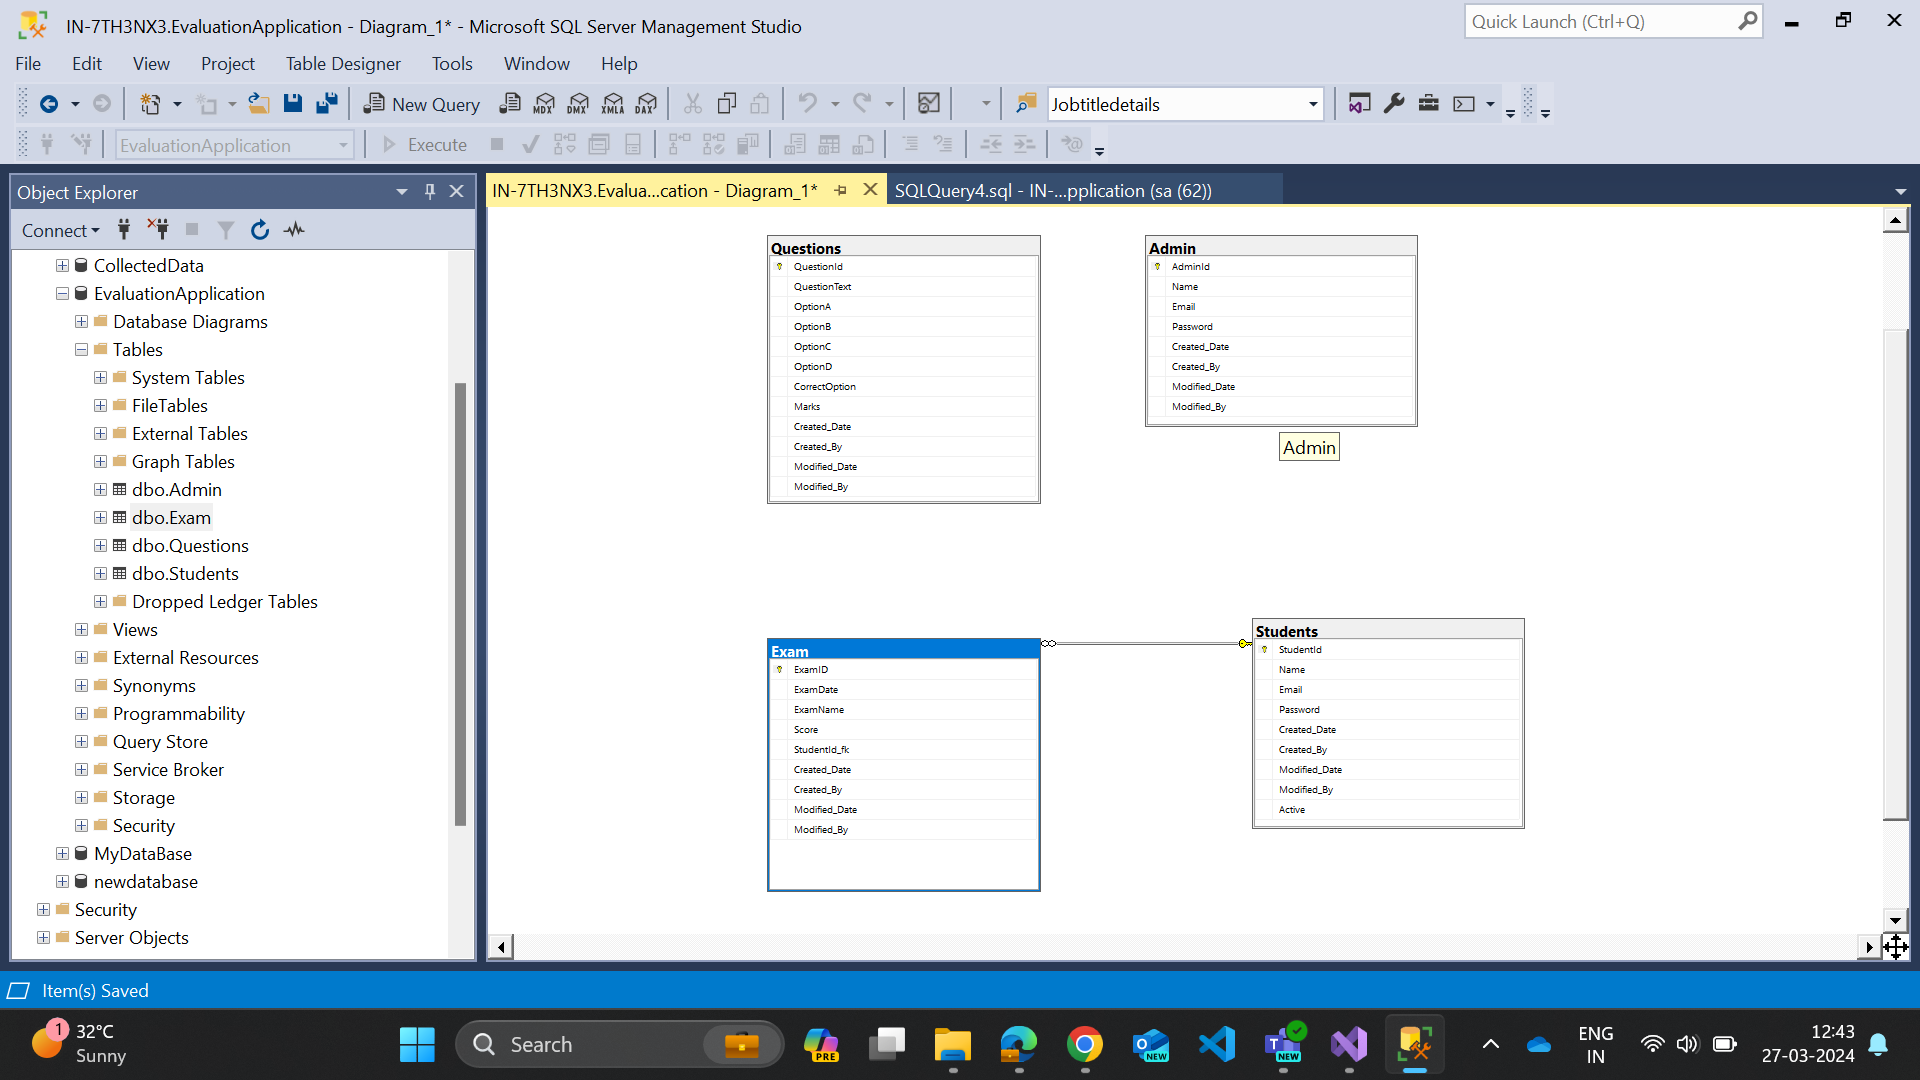 IN-7TH3NX3.EvaluationApplication - Diagram_1* - Microsoft SQL Server Management Studio
Quick Launch (Ctrl+Q)
File Edit View Project Table Designer Tools Window Help
New Query MDX DMX XMLA DAX Jobtitledetails
EvaluationApplication Execute
Object Explorer
IN-7TH3NX3.Evalua...cation - Diagram_1* SQLQuery4.sql - IN-...pplication (sa (62))
Connect
CollectedData
EvaluationApplication
Database Diagrams
Tables
System Tables
FileTables
External Tables
Graph Tables
dbo.Admin
dbo.Exam
dbo.Questions
dbo.Students
Dropped Ledger Tables
Views
External Resources
Synonyms
Programmability
Query Store
Service Broker
Storage
Security
MyDataBase
newdatabase
Security
Server Objects
Questions
QuestionId
QuestionText
OptionA
OptionB
OptionC
OptionD
CorrectOption
Marks
Created_Date
Created_By
Modified_Date
Modified_By
Admin
AdminId
Name
Email
Password
Created_Date
Created_By
Modified_Date
Modified_By
Admin
Exam
ExamID
ExamDate
ExamName
Score
StudentId_fk
Created_Date
Created_By
Modified_Date
Modified_By
Students
StudentId
Name
Email
Password
Created_Date
Created_By
Modified_Date
Modified_By
Active
Item(s) Saved
1
32°C
Sunny
Search
PRE
NEW
NEW
ENG
IN
12:43
27-03-2024